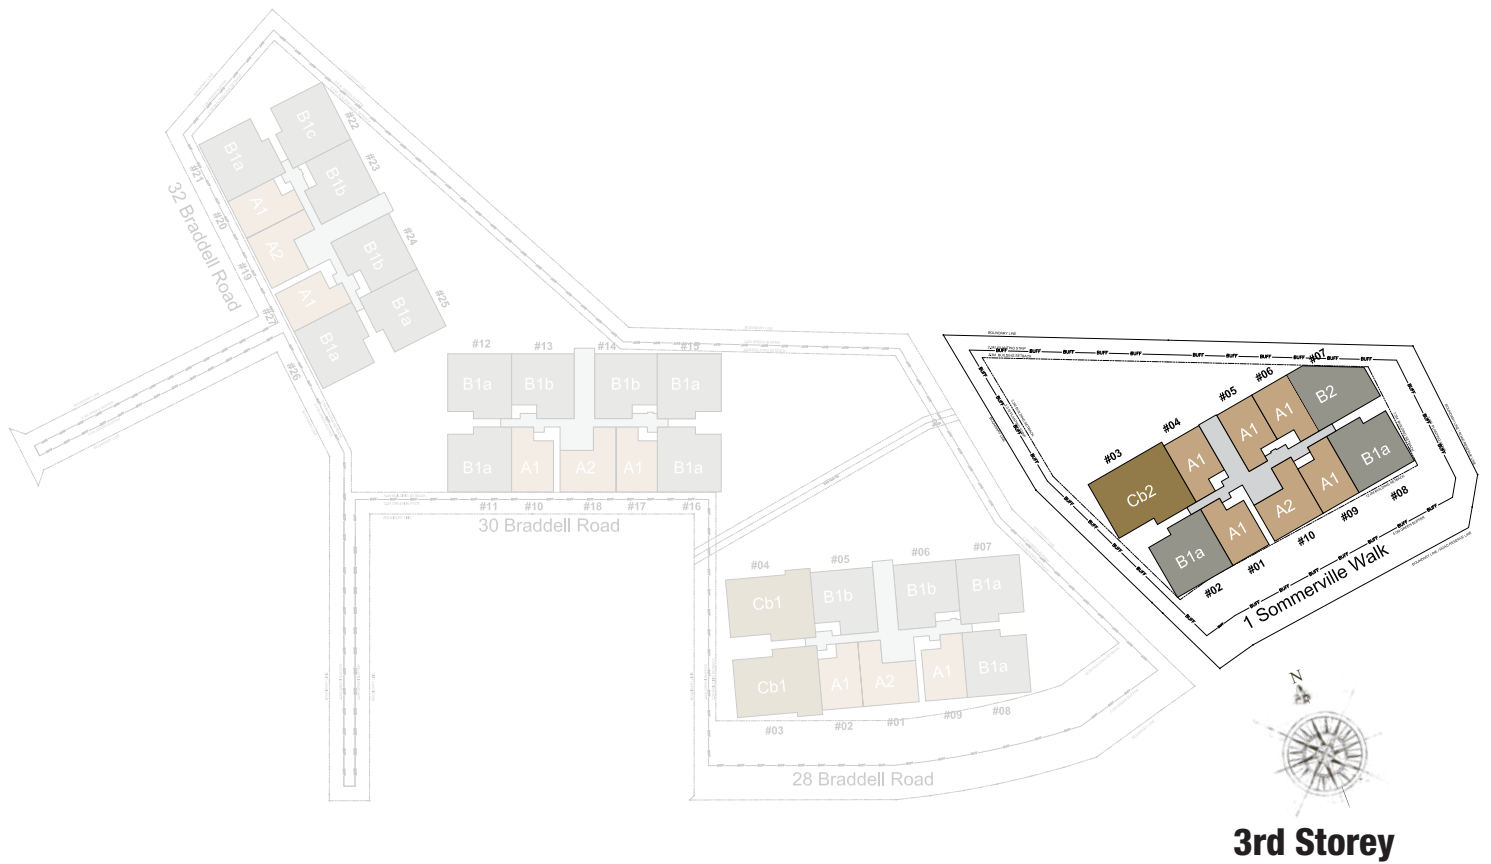 #22
B1c
#23
B1a
B1b
#21
A1
32 Braddell Road
#20
#24
A2
B1b
#19
#25
A1
B1a
#27
B1a
#26
#12
#13
#14
#15
B1a
B1b
B1b
B1a
B1a
A1
A2
A1
B1a
#11
#10
#18
#17
#16
30 Braddell Road
#04
#05
#06
#07
Cb1
B1b
B1b
B1a
Cb1
A1
A2
A1
B1a
#03
#02
#01
#09
#08
28 Braddell Road
BOUNDARY LINE
BUFF
#07
#06
#05
#04
#03
B2
A1
A1
A1
Cb2
B1a
A1
A2
A1
B1a
#08
#09
#10
#01
#02
1 Sommerville Walk
N
3rd Storey